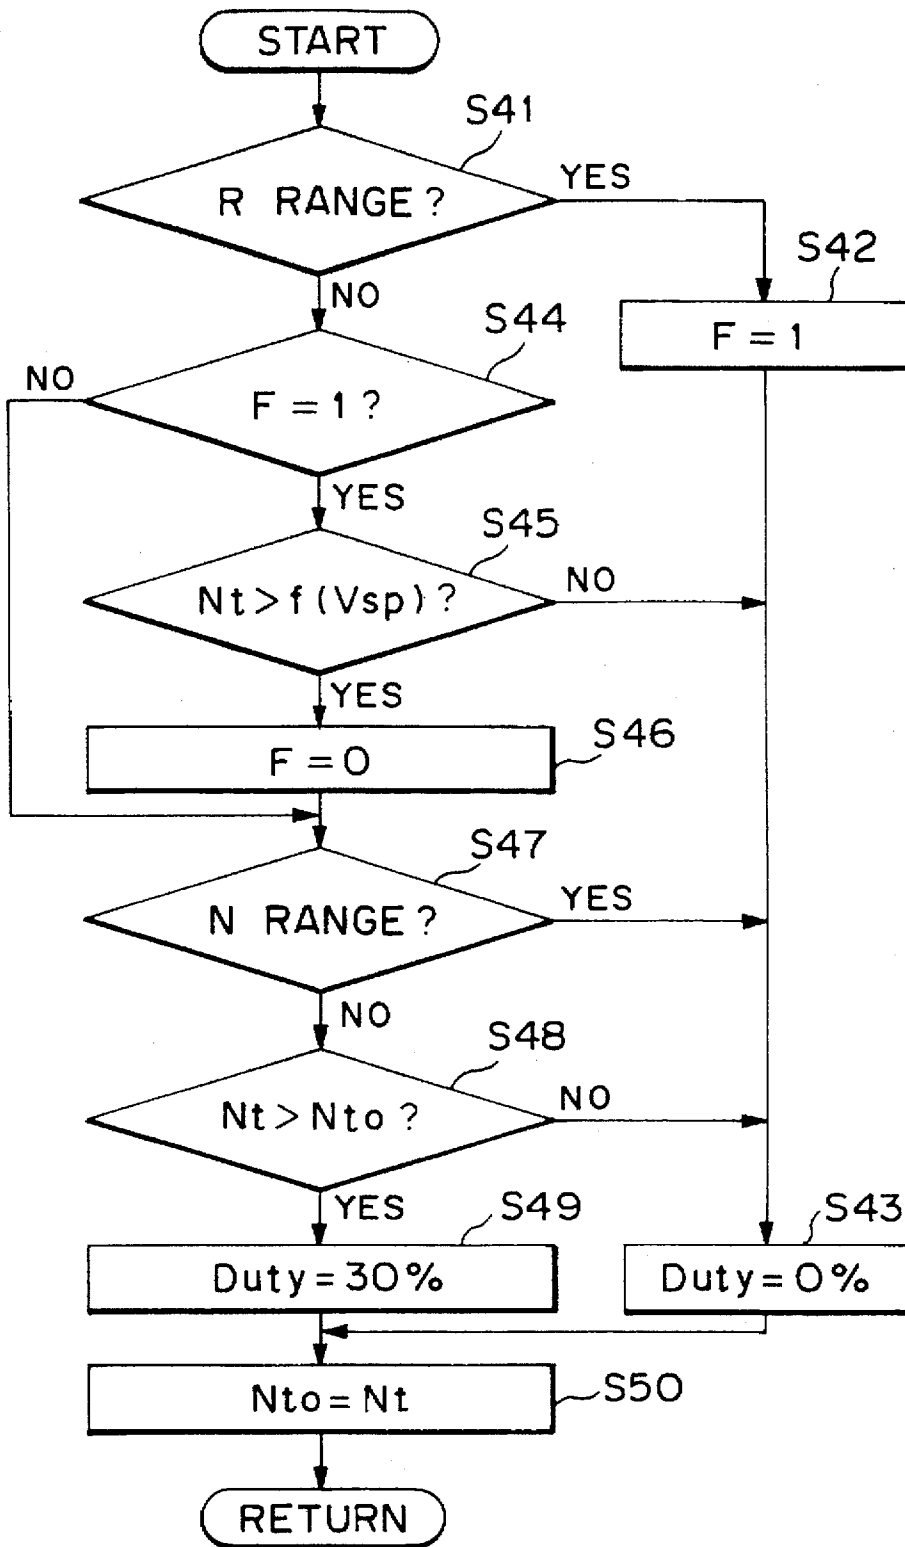 START
S41
R RANGE?
YES
S42
F=1
NO
S44
NO
F=1?
YES
S45
Nt>f(Vsp)?
NO
YES
S46
F=0
S47
N RANGE?
YES
NO
S48
Nt>Nto?
NO
YES
S49
S43
Duty=30%
Duty=0%
Nto=Nt
S50
RETURN